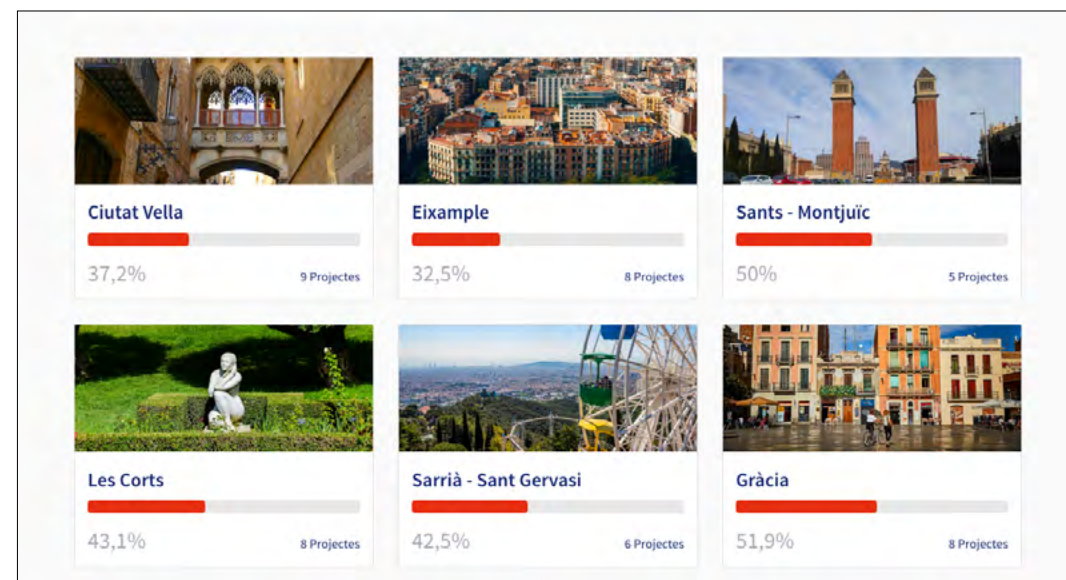 Ciutat Vella
37,2% 9 Projectes
Eixample
32,5% 8 Projectes
Sants - Montjuïc
50% 5 Projectes
Les Corts
43,1% 8 Projectes
Sarrià - Sant Gervasi
42,5% 6 Projectes
Gràcia
51,9% 8 Projectes